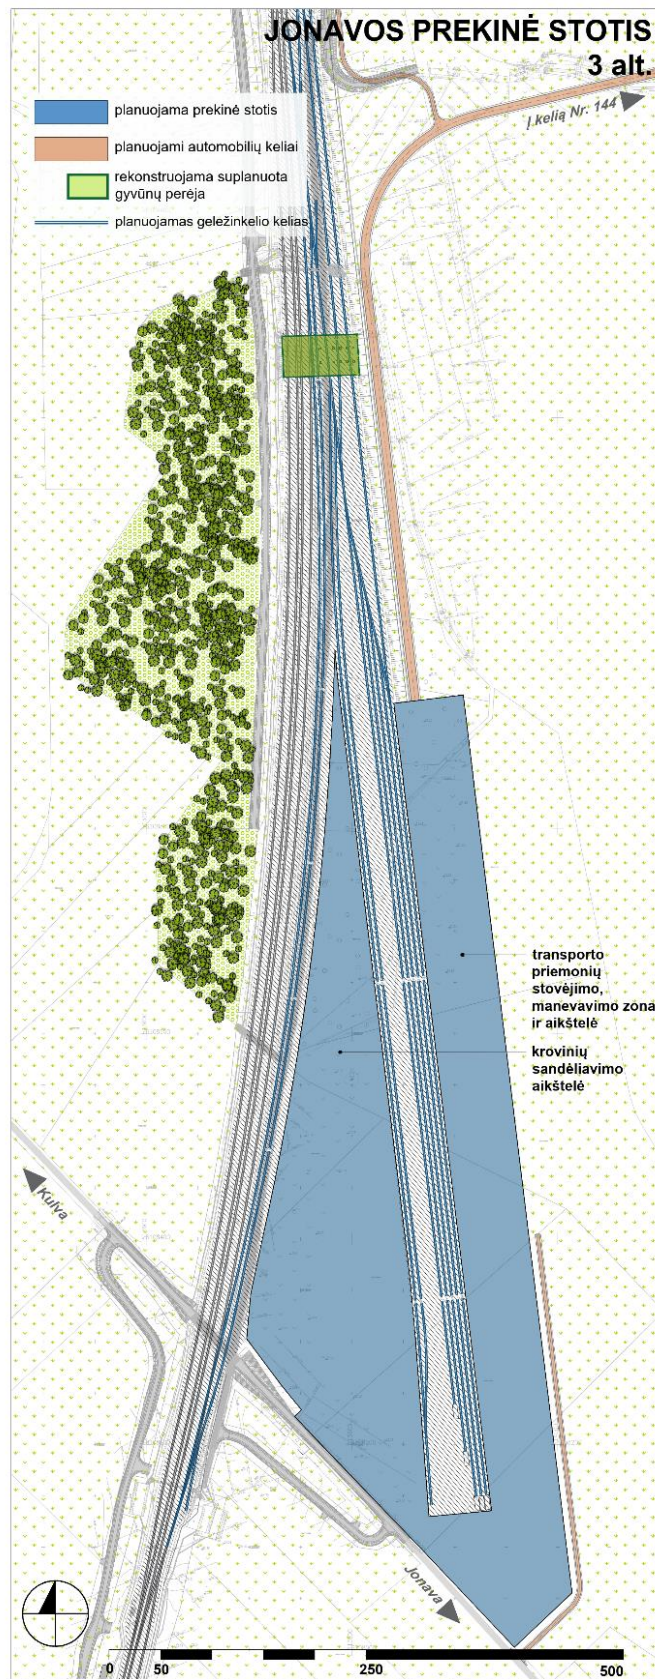 JONAVOS PREKINĖ STOTIS
3 alt.
planuojama prekinė stotis
planuojami automobilių keliai
rekonstruojama suplanuota
gyvūnų perėja
planuojamas geležinkelio kelias
Į kelią Nr. 144
transporto
priemonių
stovėjimo,
manevavimo zona
ir aikštelė
krovinių
sandėliavimo
aikštelė
Kulva
Jonava
0 50 250 500